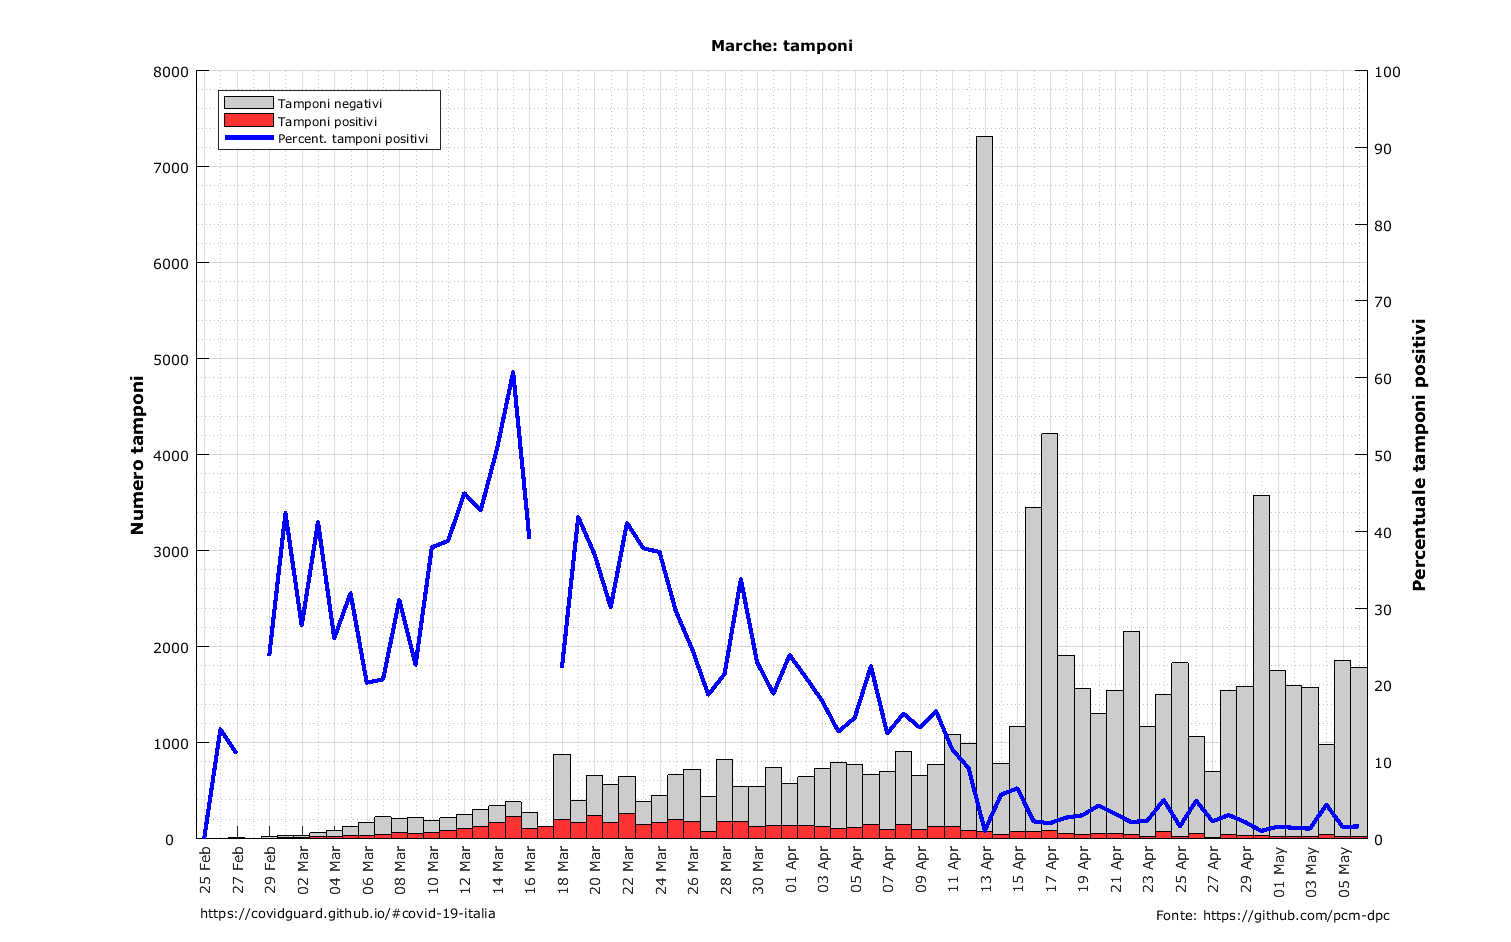 Marche: tamponi
Tamponi negativi
Tamponi positivi
Percent. tamponi positivi
Numero tamponi
8000
7000
6000
5000
4000
3000
2000
1000
0
100
90
80
70
60
50
40
30
20
10
0
Percentuale tamponi positivi
25 Feb
27 Feb
29 Feb
02 Mar
04 Mar
06 Mar
08 Mar
10 Mar
12 Mar
14 Mar
16 Mar
18 Mar
20 Mar
22 Mar
24 Mar
26 Mar
28 Mar
30 Mar
01 Apr
03 Apr
05 Apr
07 Apr
09 Apr
11 Apr
13 Apr
15 Apr
17 Apr
19 Apr
21 Apr
23 Apr
25 Apr
27 Apr
29 Apr
01 May
03 May
05 May
https://covidguard.github.io/#covid-19-italia
Fonte: https://github.com/pcm-dpc